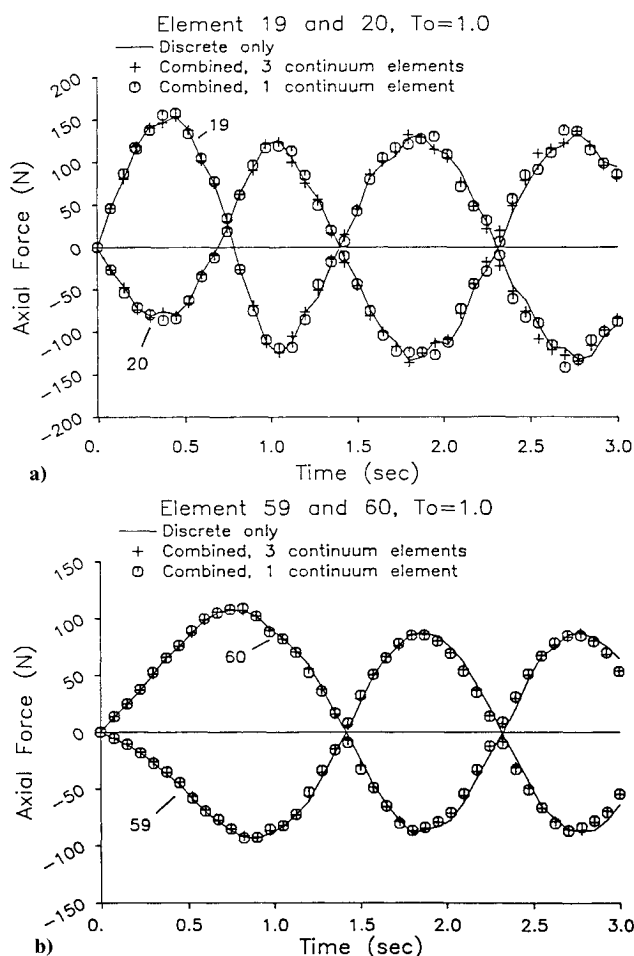 Element 19 and 20, To=1.0
Discrete only
Combined, 3 continuum elements
Combined, 1 continuum element
200
150
100
50
0
-50
-100
-150
-200
Axial Force (N)
19
20
0. 0.5 1.0 1.5 2.0 2.5 3.0
Time (sec)
a)
Element 59 and 60, To=1.0
Discrete only
Combined, 3 continuum elements
Combined, 1 continuum element
150
100
50
0
-50
-100
-150
Axial Force (N)
60
59
0. 0.5 1.0 1.5 2.0 2.5 3.0
Time (sec)
b)